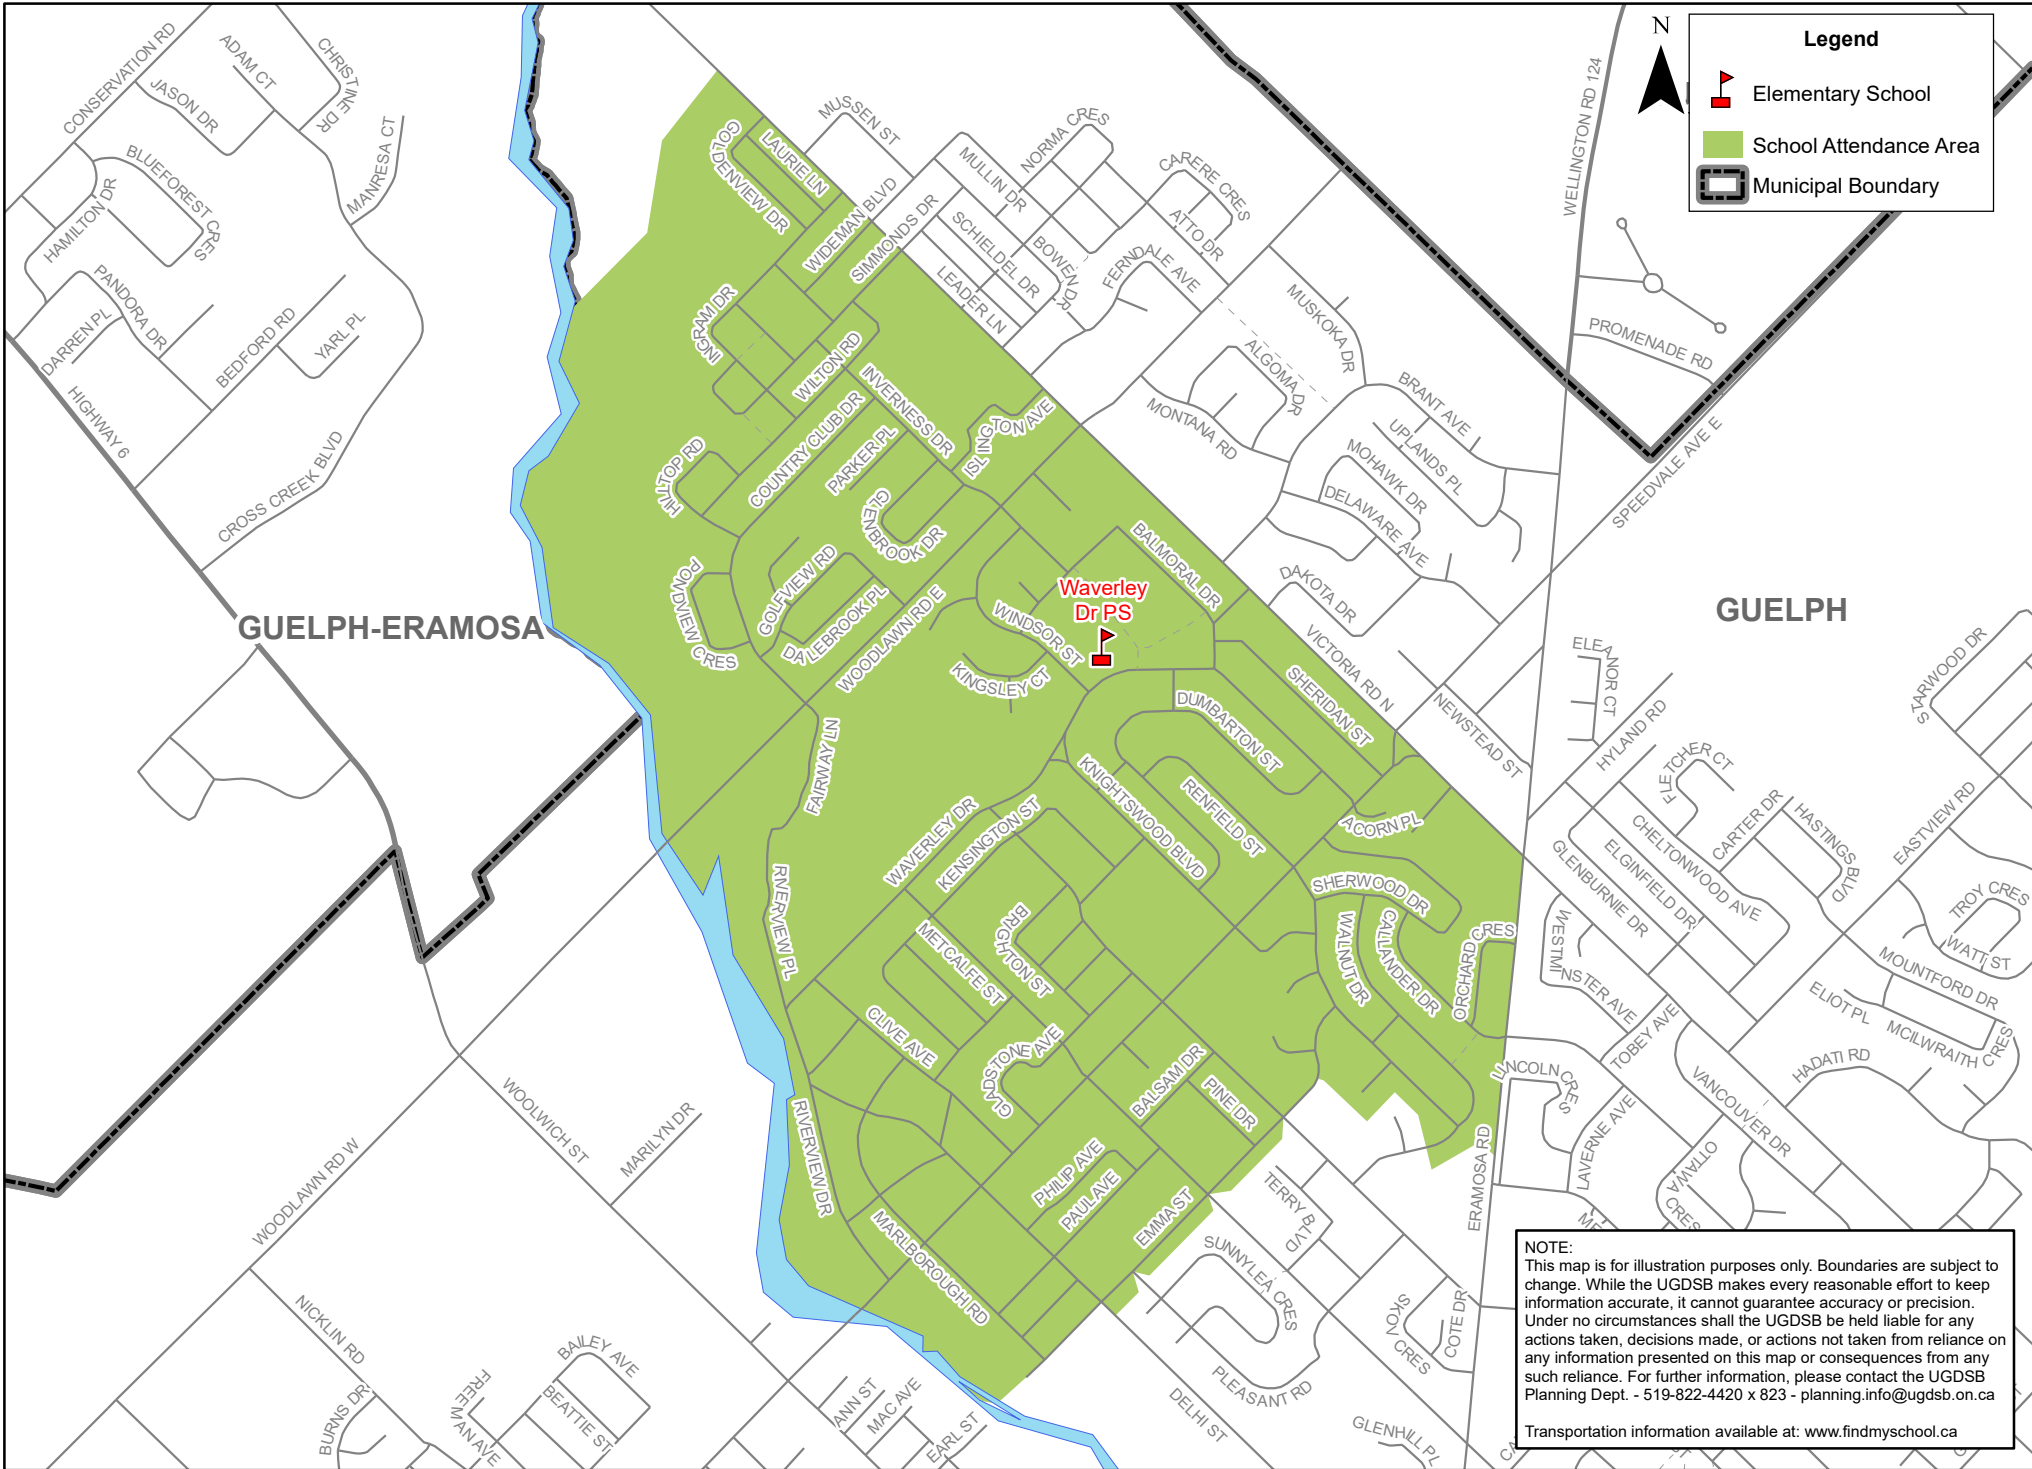 CONSERVATION RD
ADAM CT
CHRISTINE DR
JASON DR
MANRESA CT
BLUEFOREST CRES
HAMILTON DR
PANDORA DR
DARREN PL
BEDFORD RD
YARL PL
HIGHWAY 6
CROSS CREEK BLVD
GUELPH-ERAMOSA
MUSSEN ST
GOLDENVIEW DR
LAURIE LN
WIDEMAN BLVD
SIMMONDS DR
MULLIN DR
NORMA CRES
CARERE CRES
ATTO DR
SCHIELDEL DR
BOWEN DR
FERNDALE AVE
LEADER LN
INGRAM DR
WILTON RD
INVERNESS DR
COUNTRY CLUB DR
PARKER PL
ISLINGTON AVE
HILLTOP RD
GLENBROOK DR
GOLFVIEW RD
DALEBROOK PL
PONDVIEW CRES
WOODLAWN RD E
MUSKOKA DR
ALGOMA DR
MONTANA RD
BRANT AVE
UPLANDS PL
MOHAWK DR
DELAWARE AVE
DAKOTA DR
WELLINGTON RD 124
PROMENADE RD
SPEEDVALE AVE E
N
Legend
Elementary School
School Attendance Area
Municipal Boundary
BALMORAL DR
Waverley
Dr PS
WINDSOR ST
KINGSLEY CT
VICTORIA RD N
SHERIDAN ST
DUMBARTON ST
NEWSTEAD ST
GUELPH
ELEANOR CT
HYLAND RD
STARWOOD DR
FLETCHER CT
CARTER DR
HASTINGS BLVD
EASTVIEW RD
CHELTONWOOD AVE
ELGINFIELD DR
GLENBURNIE DR
TROY CRES
WATT ST
MOUNTFORD DR
ELIOT PL
MCILWRAITH CRES
HADATI RD
VANCOUVER DR
TOBEY AVE
WESTMINSTER AVE
FAIRWAY LN
KNIGHTSWOOD BLVD
RENFIELD ST
ACORN PL
WAVERLEY DR
KENSINGTON ST
SHERWOOD DR
WALNUT DR
CALLANDER DR
ORCHARD CRES
RIVERVIEW PL
METCALFE ST
BRIGHTON ST
CLIVE AVE
GLADSTONE AVE
BALSAM DR
PINE DR
PHILIP AVE
PAUL AVE
EMMA ST
RIVERVIEW DR
MARLBOROUGH RD
LINCOLN CRES
LAVERNE AVE
OTTAWA CRES
ERAMOSA RD
TERRY BLVD
SUNNYLEA CRES
SKOV CRES
COTE DR
PLEASANT RD
DELHI ST
GLENHILL PL
WOOLWICH ST
MARILYN DR
WOODLAWN RD W
NICKLIN RD
BURNS DR
FREEMAN AVE
BAILEY AVE
BEATTIE ST
ANN ST
MAC AVE
EARL ST
NOTE:
This map is for illustration purposes only. Boundaries are subject to
change. While the UGDSB makes every reasonable effort to keep
information accurate, it cannot guarantee accuracy or precision.
Under no circumstances shall the UGDSB be held liable for any
actions taken, decisions made, or actions not taken from reliance on
any information presented on this map or consequences from any
such reliance. For further information, please contact the UGDSB
Planning Dept. - 519-822-4420 x 823 - planning.info@ugdsb.on.ca
Transportation information available at: www.findmyschool.ca